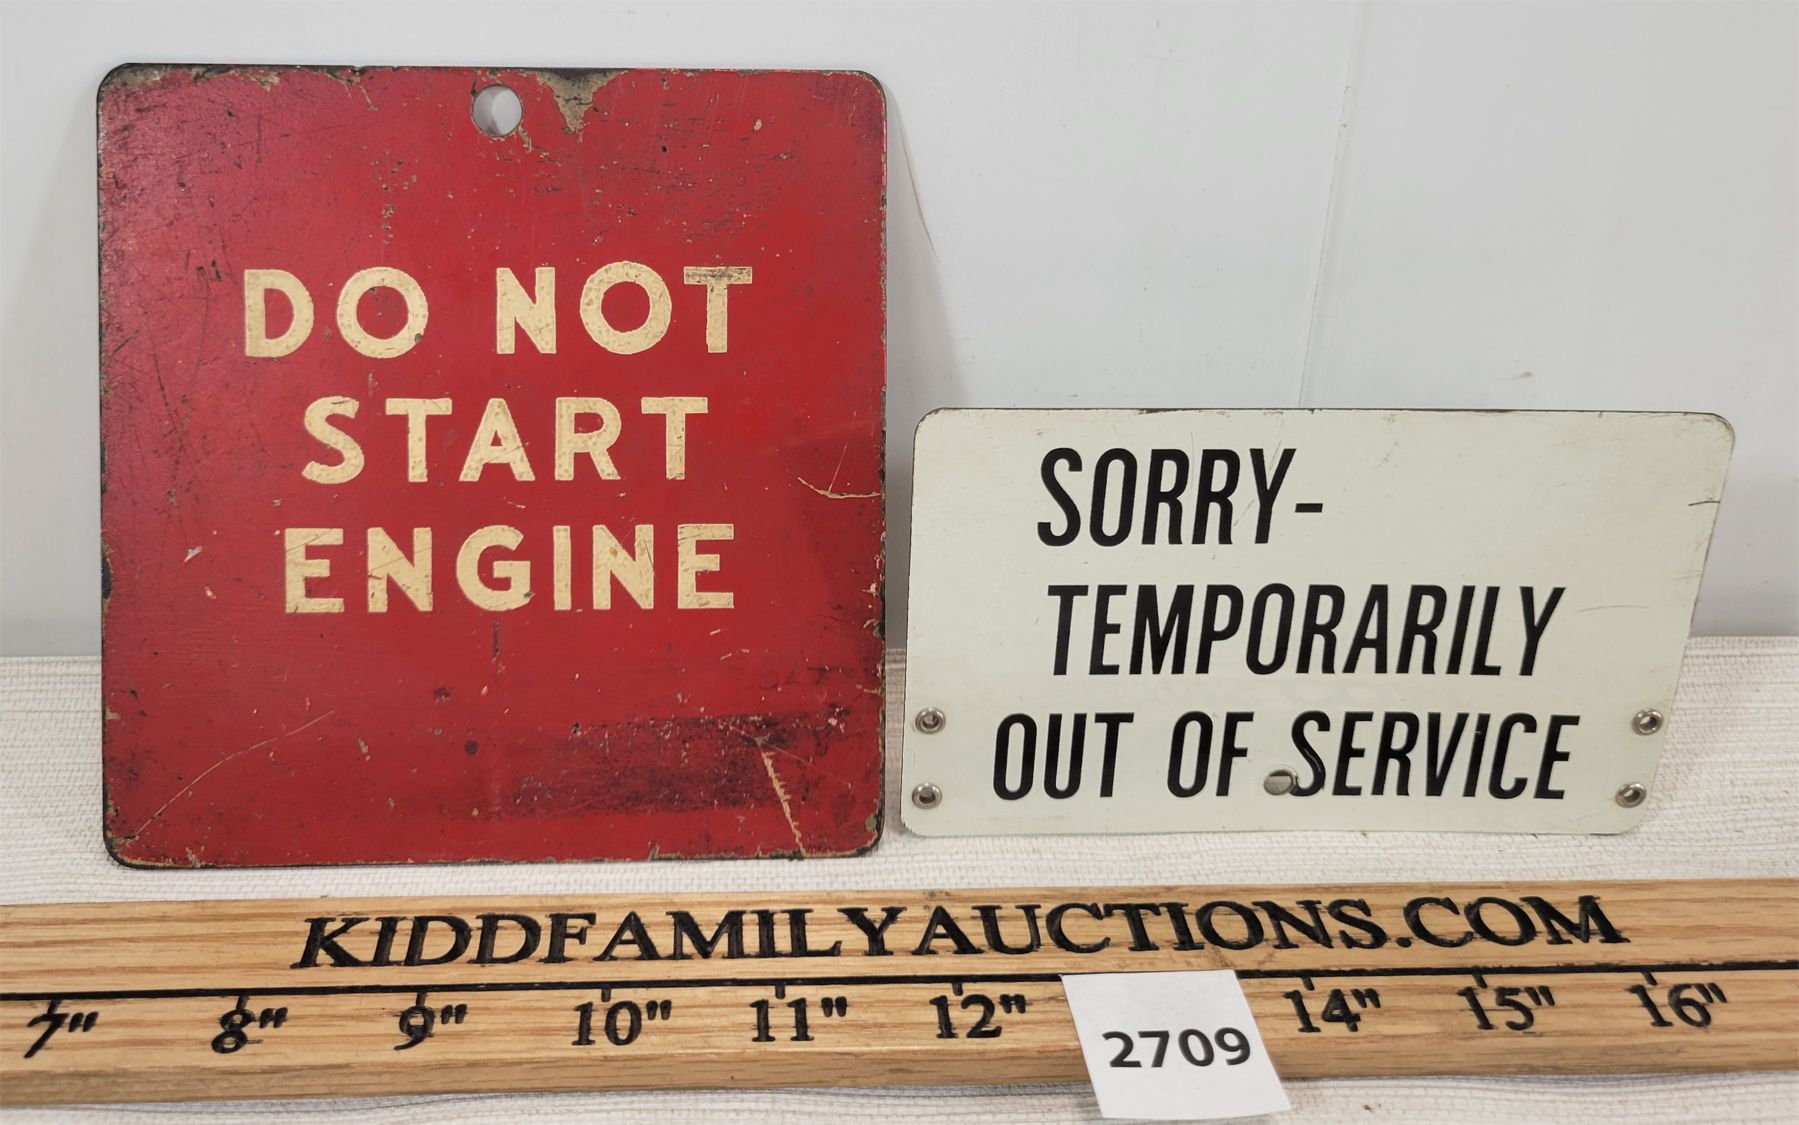 DO NOT
START
ENGINE
SORRY-
TEMPORARILY
OUT OF SERVICE
KIDDFAMILYAUCTIONS.COM
7" 8" 9" 10" 11" 12" 14" 15" 16"
2709